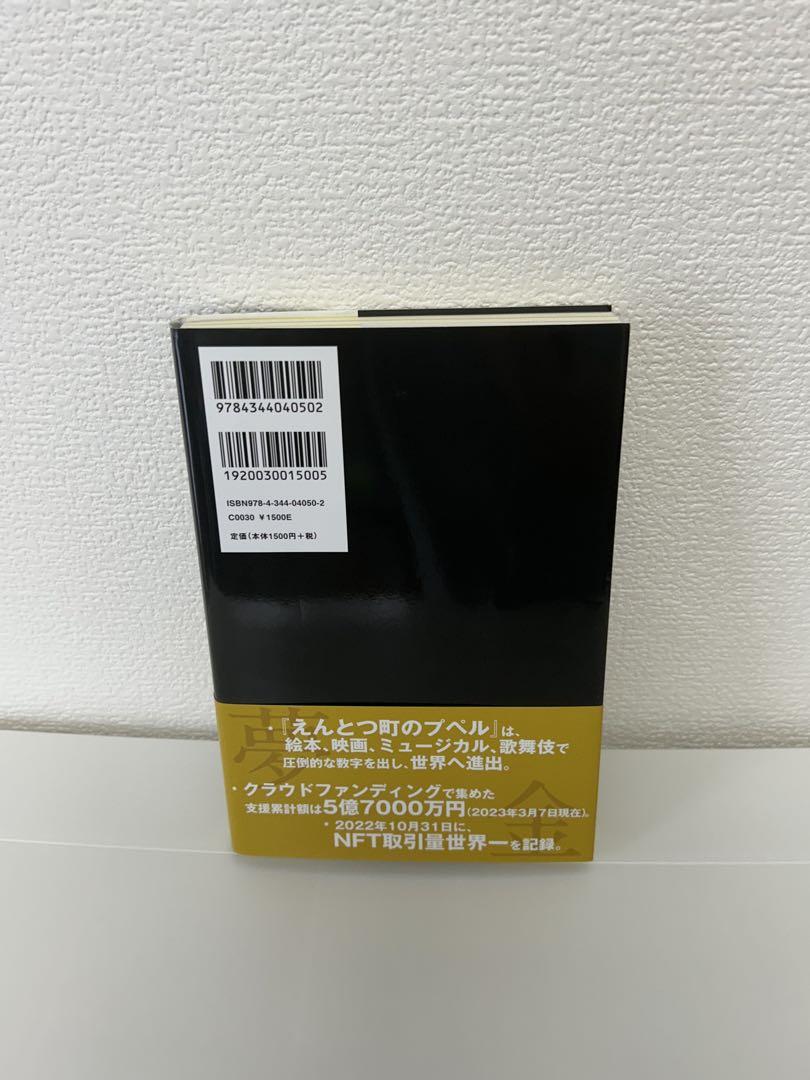 9784344040502
1920030015005
ISBN978-4-344-04050-2
C0030 ¥1500E
定価(本体1500円+税)
夢
・『えんとつ町のプペル』は、
絵本、映画、ミュージカル、歌舞伎で
圧倒的な数字を出し、世界へ進出。
・クラウドファンディングで集めた
支援累計額は5億7000万円(2023年3月7日現在)。
・2022年10月31日に、
NFT取引量世界一を記録。
金